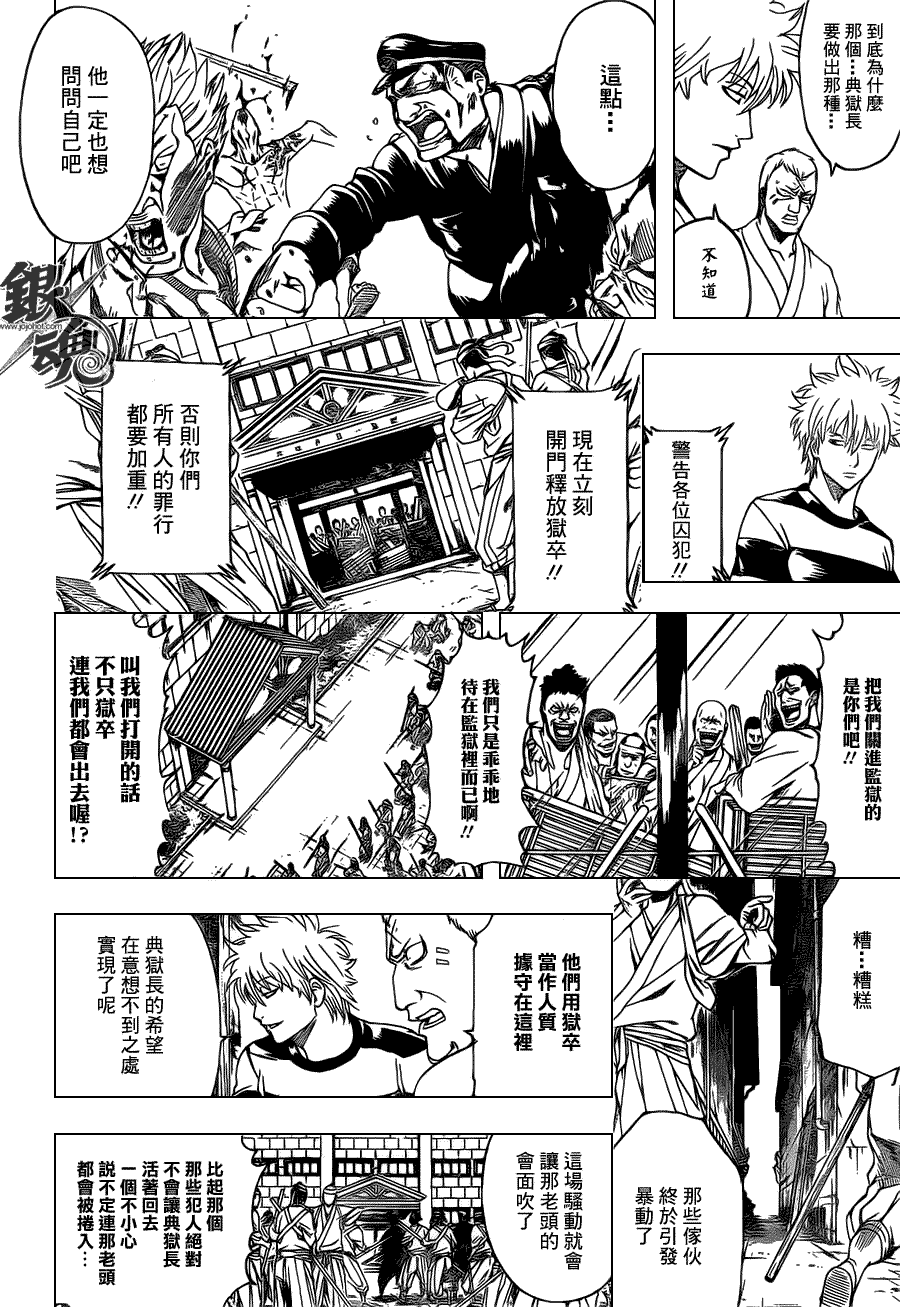 到底為什麼
那個…典獄長
要做出那種…
不知道
這點…
他一定也想
問問自己吧
銀魂
www.jojohot.com
警告各位囚犯!!
現在立刻
開門釋放獄卒!!
否則你們
所有人的罪行
都要加重!!
把我們關進監獄的
是你們吧!!
我們只是乖乖地
待在監獄裡而已啊!!
叫我們打開的話
不只獄卒
連我們都會出去喔!?
糟…糟糕
那些傢伙
終於引發
暴動了
他們用獄卒
當作人質
據守在這裡
典獄長的希望
在意想不到之處
實現了呢
這場騷動就會
讓那老頭的
會面吹了
比起那個
那些犯人絕對
不會讓典獄長
活著回去
一個不小心
說不定連那老頭
都會被捲入…